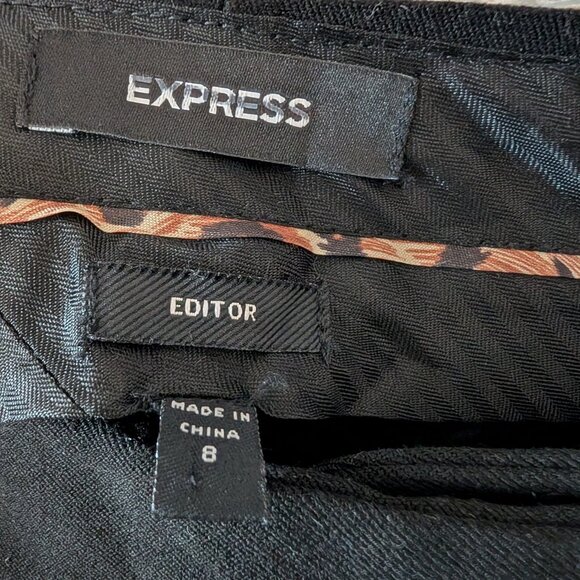 EXPRESS
EDITOR
MADE IN
CHINA
8